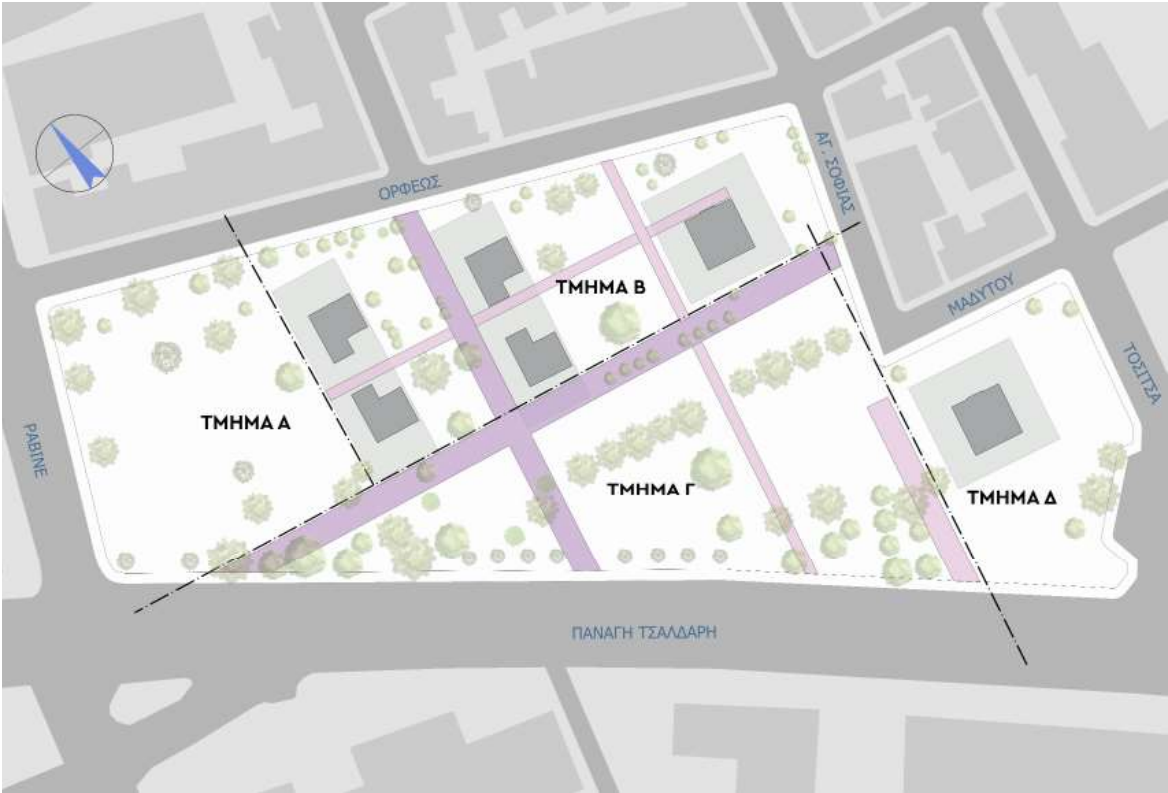 ΟΡΦΕΩΣ
ΑΓ. ΣΟΦΙΑΣ
ΤΜΗΜΑ Β
ΜΑΔΥΤΟΥ
ΤΟΣΙΤΣΑ
ΤΜΗΜΑ Α
ΡΑΒΙΝΕ
ΤΜΗΜΑ Γ
ΤΜΗΜΑ Δ
ΠΑΝΑΓΗ ΤΣΑΛΔΑΡΗ